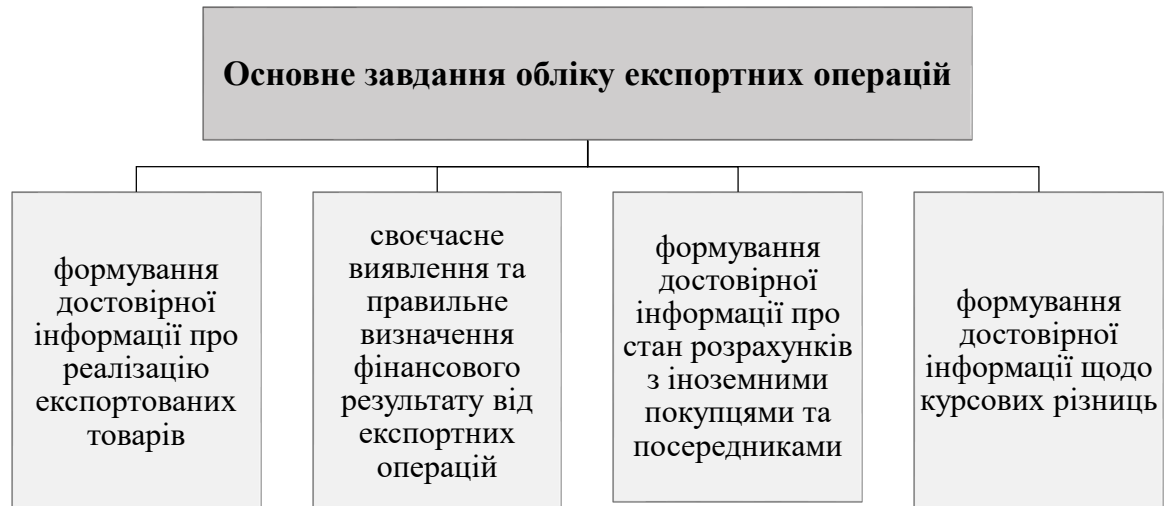 Основне завдання обліку експортних операцій
формування
достовірної
інформації про
реалізацію
експортованих
товарів
своєчасне
виявлення та
правильне
визначення
фінансового
результату від
експортних
операцій
формування
достовірної
інформації про
стан розрахунків
з іноземними
покупцями та
посередниками
формування
достовірної
інформації щодо
курсових різниць